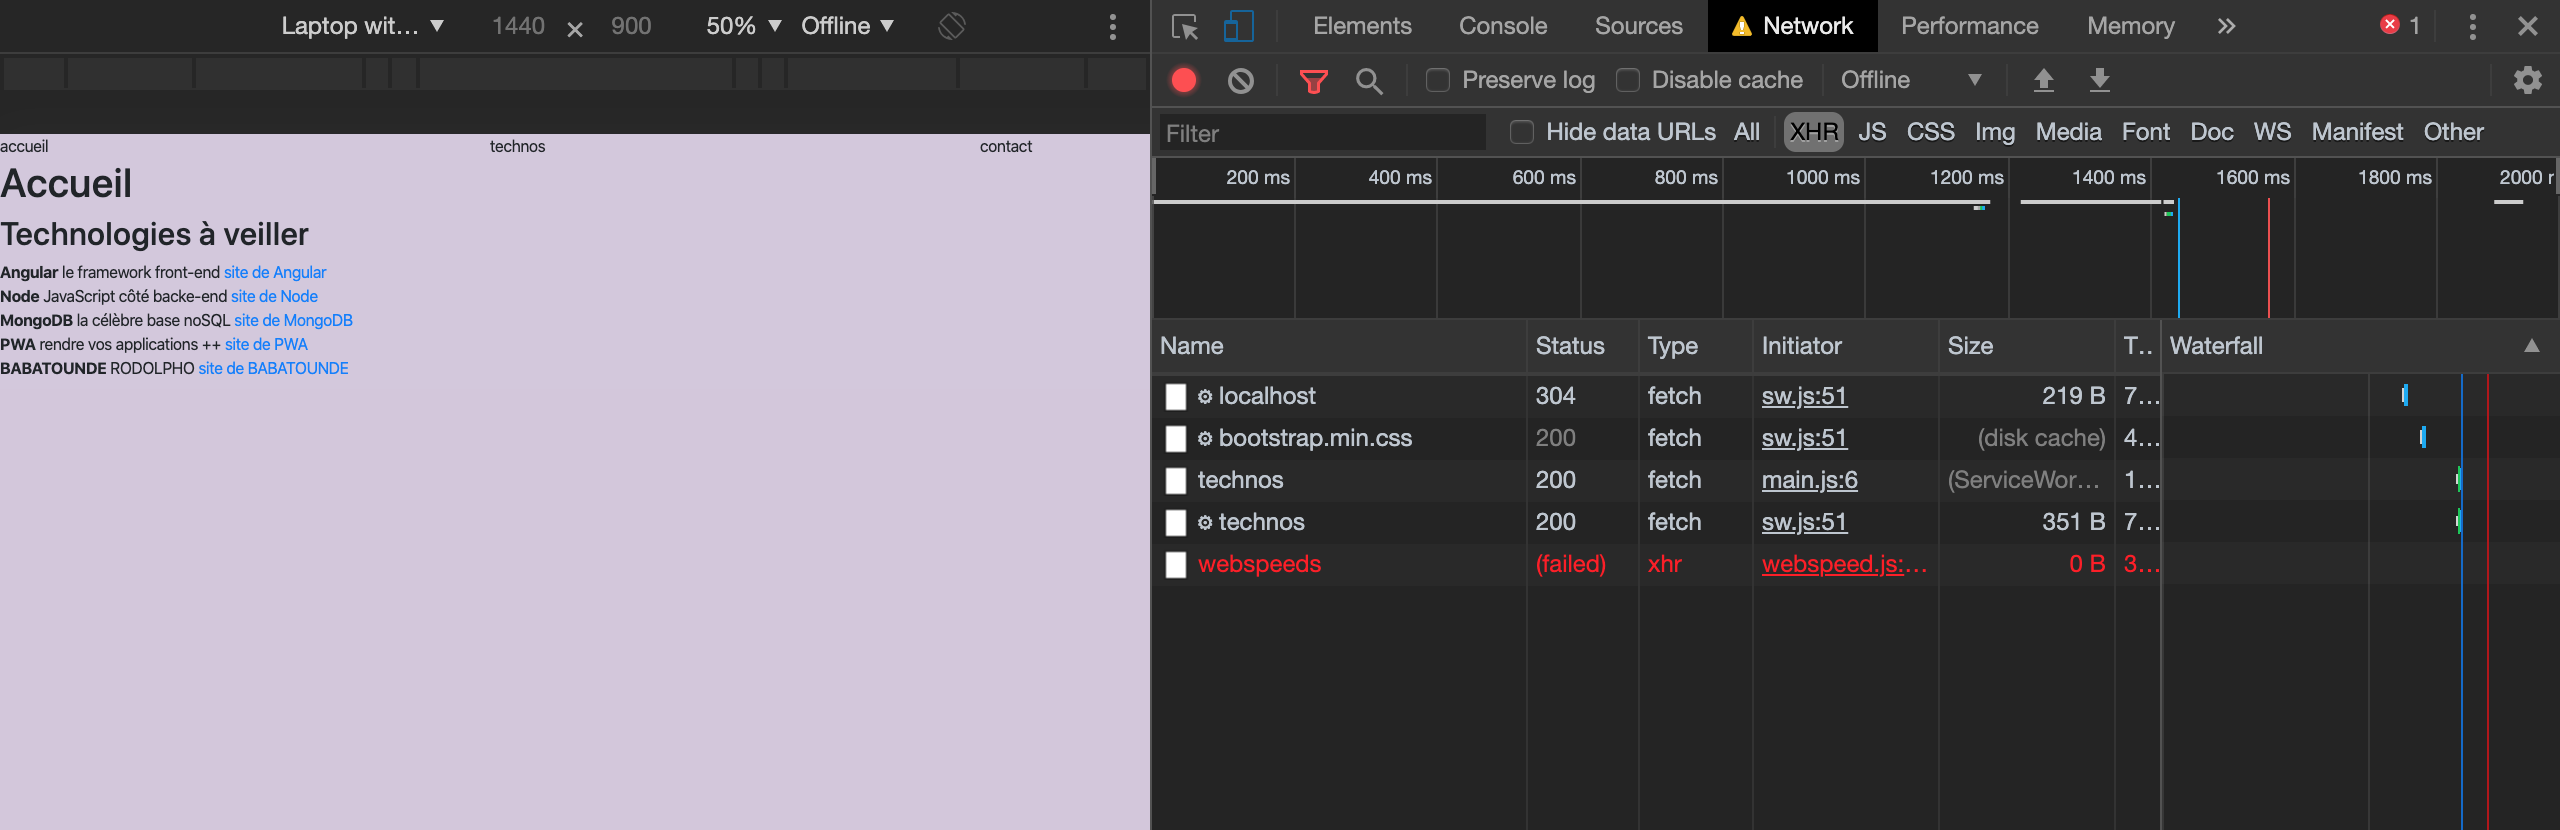 Laptop wit... ▼ 1440 × 900 50% ▼ Offline ▼
accueil technos contact
Accueil
Technologies à veiller
Angular le framework front-end site de Angular
Node JavaScript côté backe-end site de Node
MongoDB la célèbre base noSQL site de MongoDB
PWA rendre vos applications ++ site de PWA
BABATOUNDE RODOLPHO site de BABATOUNDE
Elements Console Sources Network Performance Memory » 1
Preserve log Disable cache Offline ▼
Filter Hide data URLs All XHR JS CSS Img Media Font Doc WS Manifest Other
200 ms 400 ms 600 ms 800 ms 1000 ms 1200 ms 1400 ms 1600 ms 1800 ms 2000 r
Name Status Type Initiator Size T.. Waterfall ▲
localhost 304 fetch sw.js:51 219 B 7...
bootstrap.min.css 200 fetch sw.js:51 (disk cache) 4...
technos 200 fetch main.js:6 (ServiceWor... 1...
technos 200 fetch sw.js:51 351 B 7...
webspeeds (failed) xhr webspeed.js:... 0 B 3...